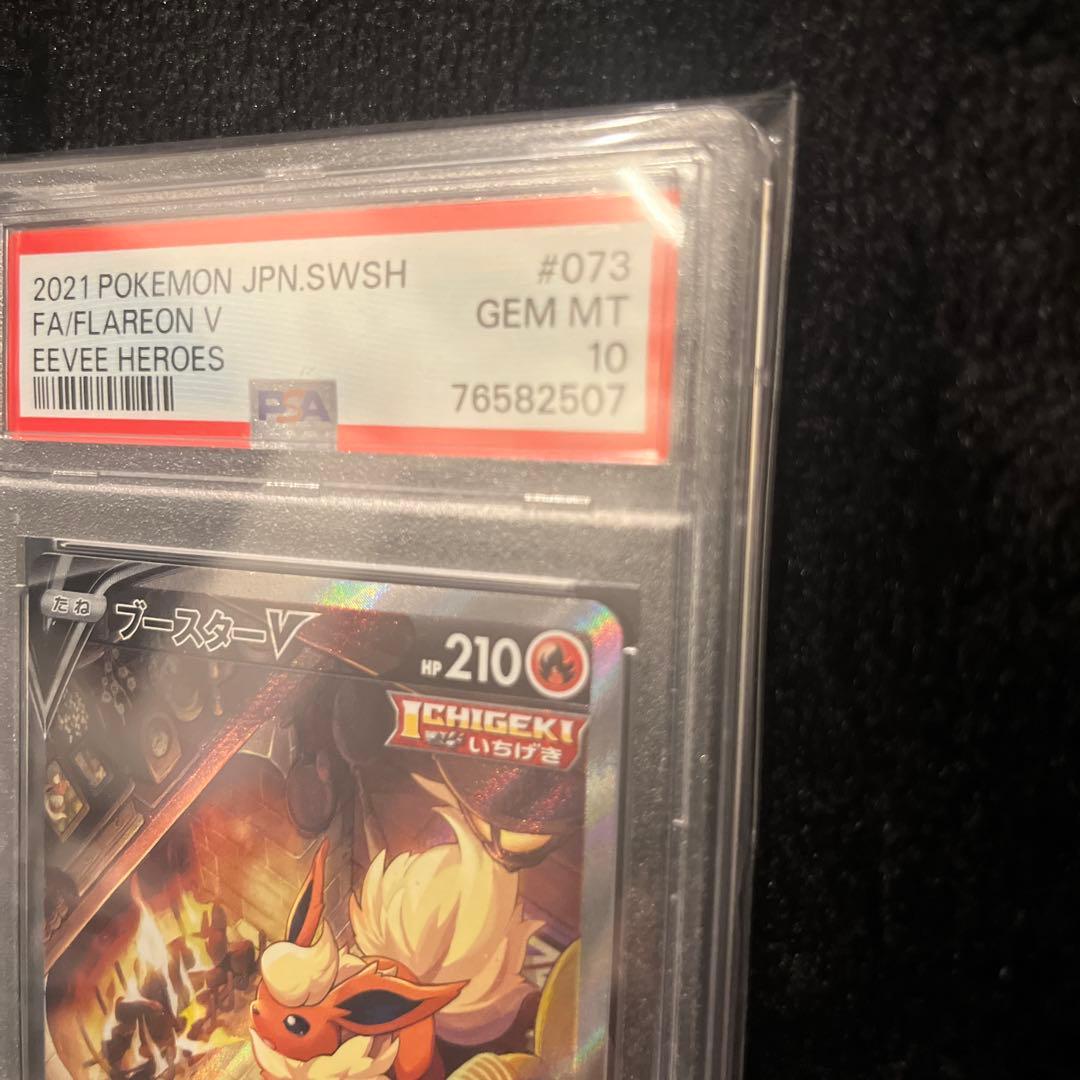 2021 POKEMON JPN.SWSH #073
FA/FLAREON V GEM MT
EEVEE HEROES 10
PSA 76582507
たね ブースターV HP 210
ICHIGEKI
いちげき